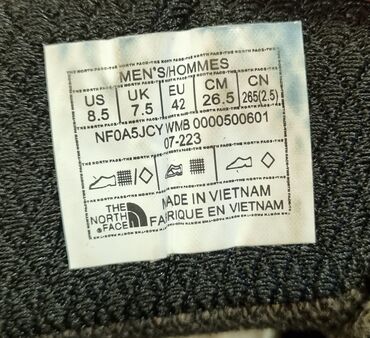 MEN'S/HOMMES
US UK EU CM CN
8.5 7.5 42 26.5 265(2.5)
NF0A5JCY WMB 0000500601
07-223
THE NORTH FACE
MADE IN VIETNAM
FABRIQUE EN VIETNAM